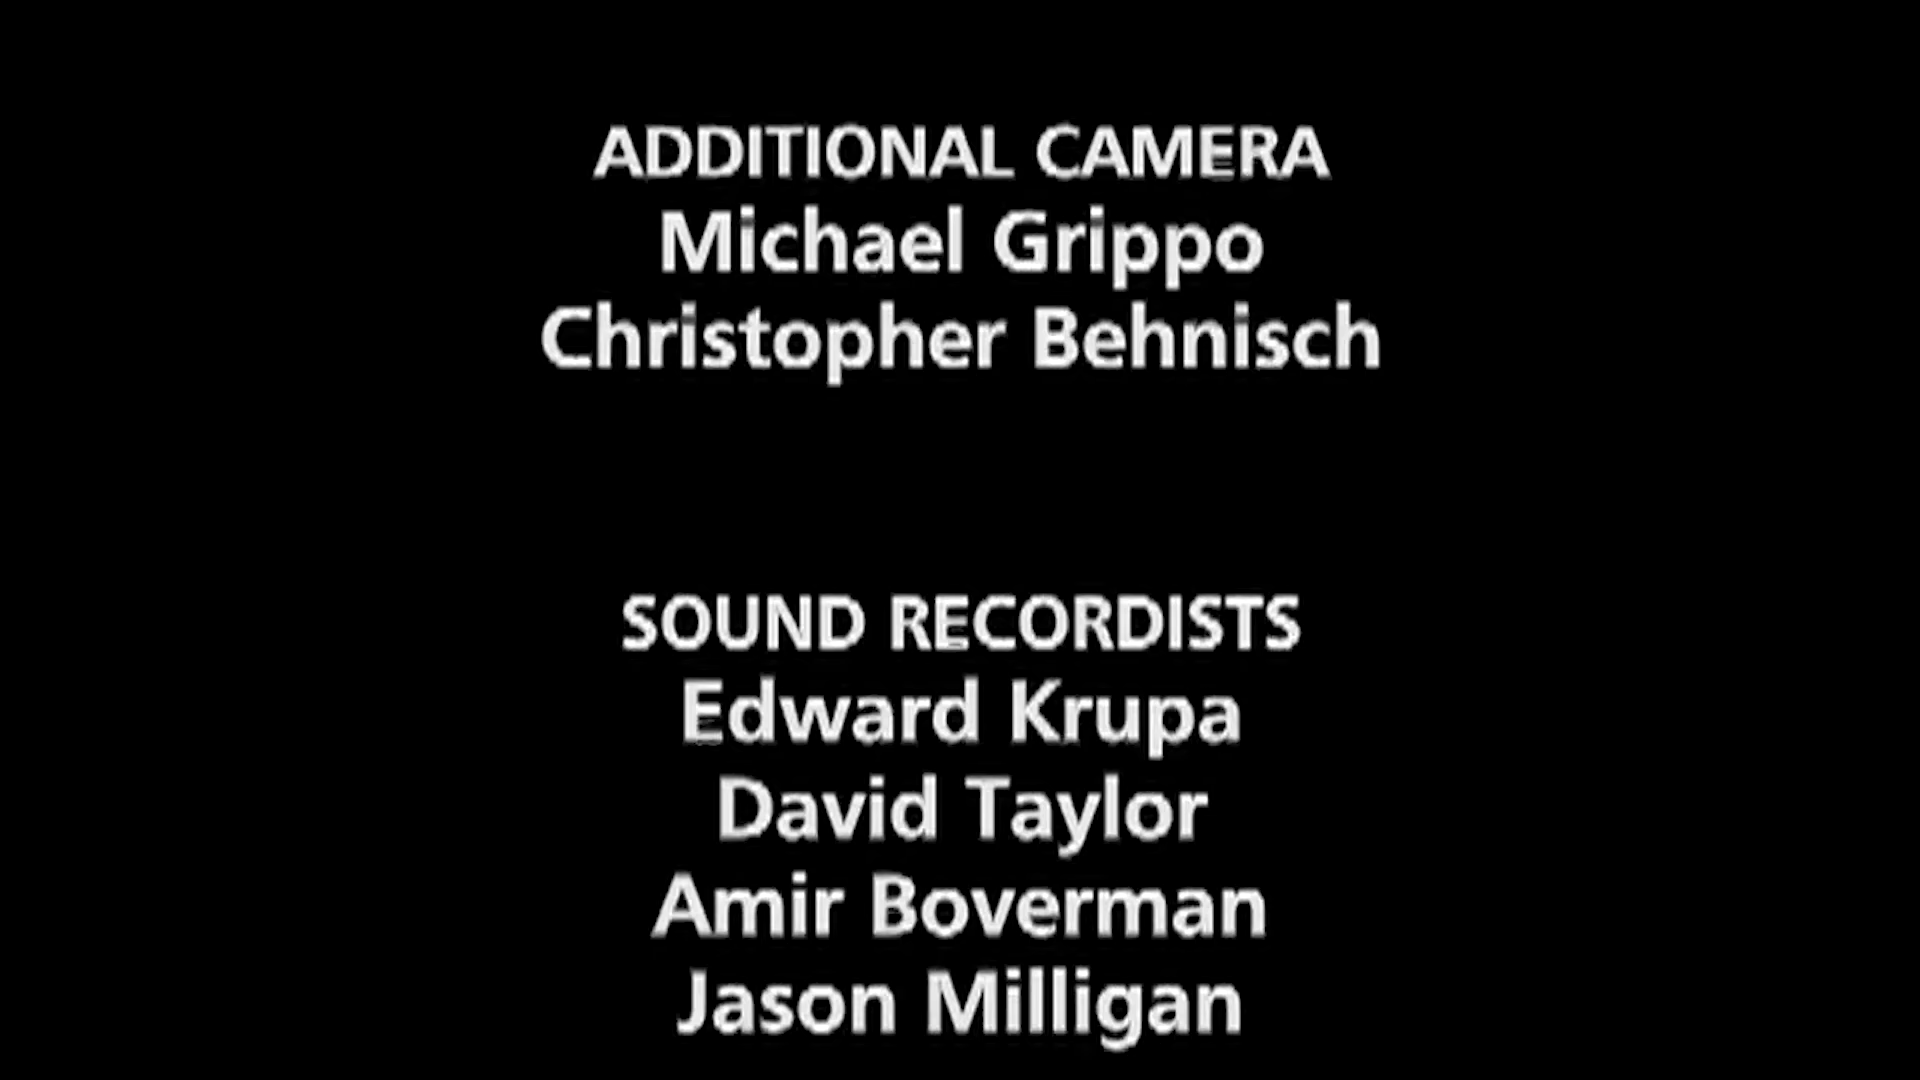 ADDITIONAL CAMERA
Michael Grippo
Christopher Behnisch
SOUND RECORDISTS
Edward Krupa
David Taylor
Amir Boverman
Jason Milligan